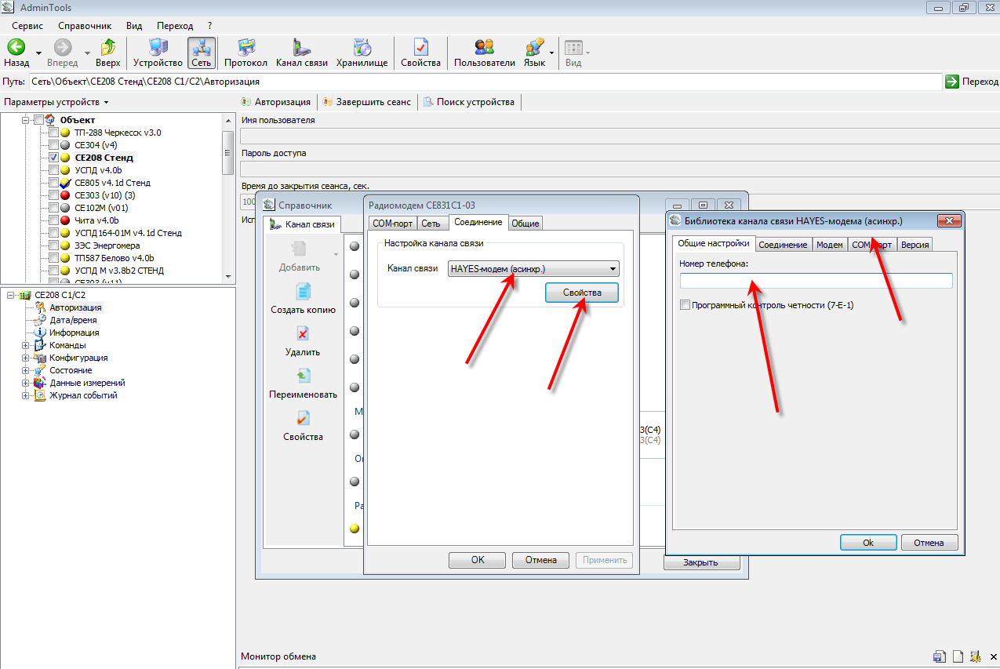 AdminTools
Сервис Справочник Вид Переход ?
Назад Вперед Вверх Устройство Сеть Протокол Канал связи Хранилище Свойства Пользователи Язык Вид
Путь: Сеть\Объект\CE208 Стенд\CE208 C1/C2\Авторизация Переход
Параметры устройств
Авторизация Завершить сеанс Поиск устройства
Объект
ТП-288 Черкесск v3.0
CE304 (v4)
CE208 Стенд
УСПД v4.0b
CE805 v4.1d Стенд
CE303 (v10) (3)
CE102M (v01)
Чита v4.0b
УСПД164-01М v4.1d Стенд
ЗЭС Энергомера
ТП587 Белово v4.0b
УСПД М v3.8b2 СТЕНД
CE303 (v11)
CE208 C1/C2
Авторизация
Дата/время
Информация
Команды
Конфигурация
Состояние
Данные измерений
Журнал событий
Имя пользователя
Пароль доступа
Время до закрытия сеанса, сек.
100
Исп
Справочник
Канал связи
Добавить
Создать копию
Удалить
Переименовать
Свойства
М
Оп
Ра
3(C4)
3(C4)
Закрыть
Радиомодем CE831C1-03
COM-порт Сеть Соединение Общие
Настройка канала связи
Канал связи HAYES-модем (асинхр.)
Свойства
OK Отмена Применить
Библиотека канала связи HAYES-модема (асинхр.)
Общие настройки Соединение Модем COM-порт Версия
Номер телефона:
Программный контроль четности (7-E-1)
Ok Отмена
Монитор обмена